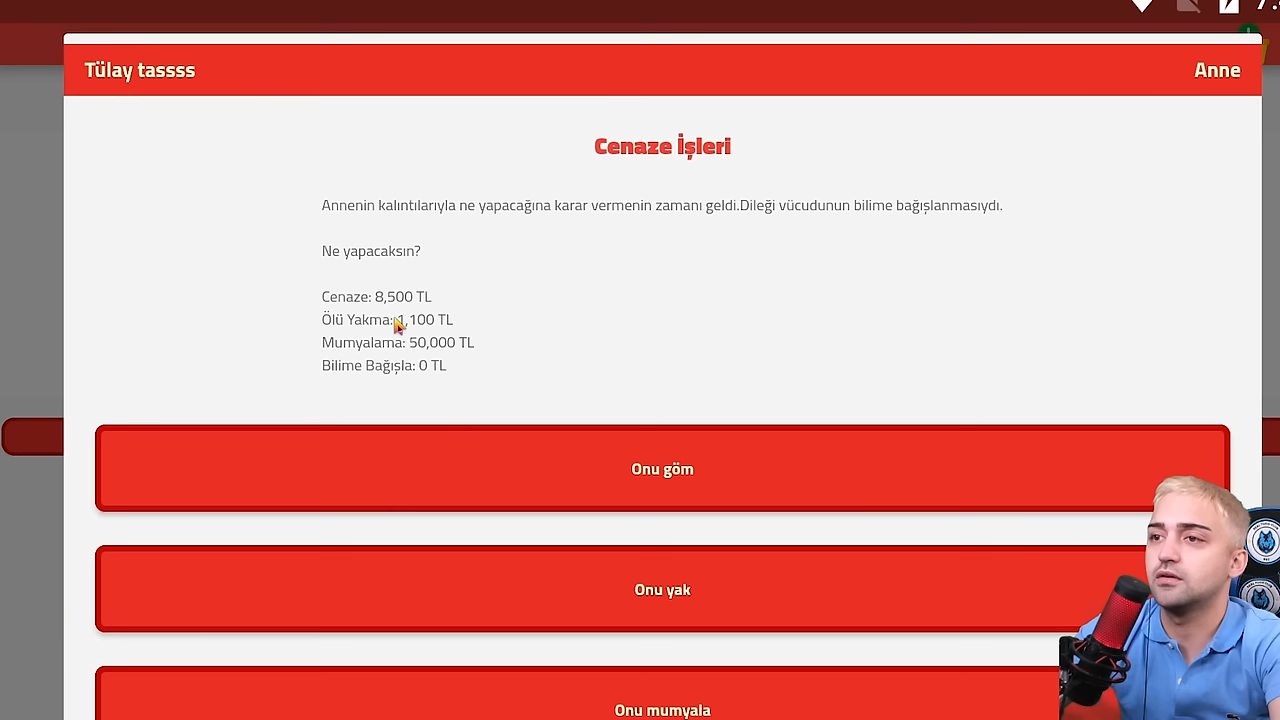 Tülay tassss
Anne
Cenaze İşleri
Annenin kalıntılarıyla ne yapacağına karar vermenin zamanı geldi.Dileği vücudunun bilime bağışlanmasıydı.
Ne yapacaksın?
Cenaze: 8,500 TL
Ölü Yakma: 1,100 TL
Mumyalama: 50,000 TL
Bilime Bağışla: 0 TL
Onu göm
Onu yak
Onu mumyala